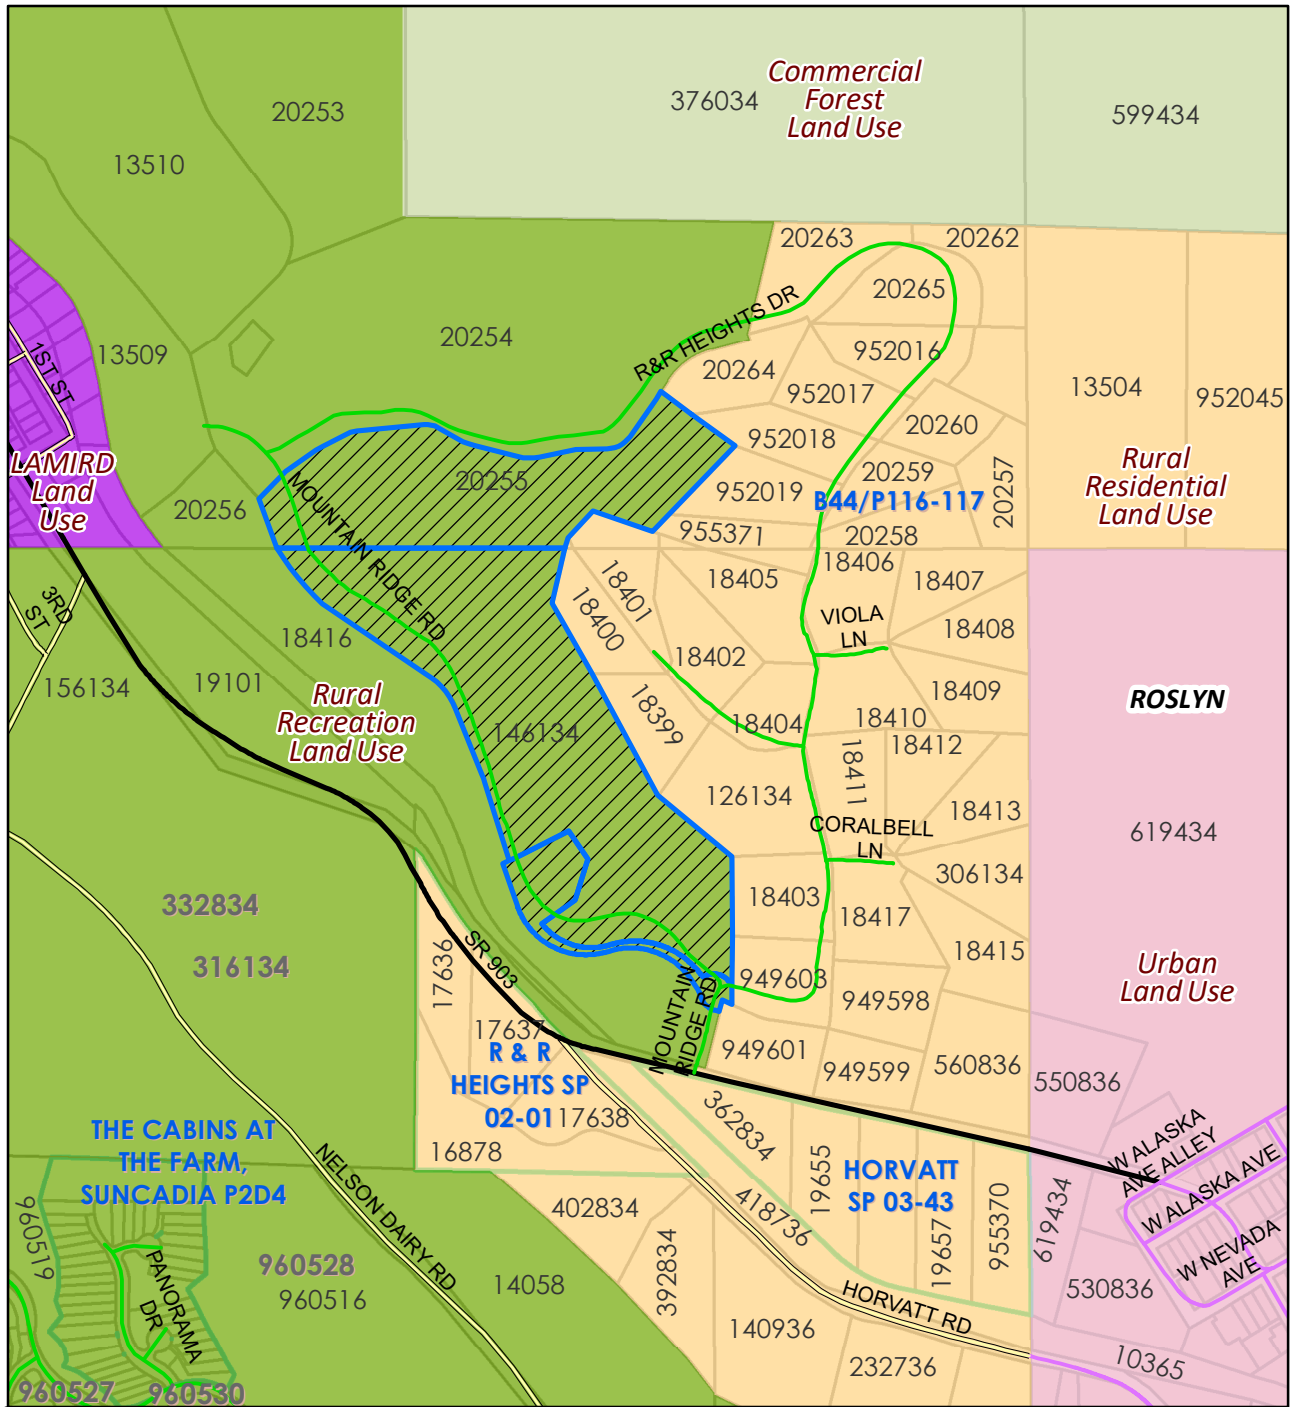 Commercial
Forest
Land Use
376034
599434
20253
13510
20263
20262
20265
R&R HEIGHTS DR
20254
13509
1ST ST
952016
20264
952017
13504
952045
20260
952018
LAMIRD
Land
Use
20255
20259
952019
B44/P116-117
20257
Rural
Residential
Land Use
20256
955371
20258
MOUNTAIN RIDGE RD
18406
18405
18407
18401
18400
3RD
ST
VIOLA
LN
18408
18416
18402
156134
19101
Rural
Recreation
Land Use
18409
ROSLYN
18399
18404
18410
18412
146134
18411
126134
18413
CORALBELL
LN
619434
306134
18403
332834
18417
316134
18415
17636
SR 903
949603
Urban
Land Use
949598
MOUNTAIN
RIDGE RD
17637
949601
R & R
HEIGHTS SP
02-01
949599
560836
550836
17638
362834
16878
THE CABINS AT
THE FARM,
SUNCADIA P2D4
W ALASKA
AVE ALLEY
W ALASKA AVE
NELSON DAIRY RD
19655
HORVATT
SP 03-43
402834
418736
619434
955370
19657
960519
PANORAMA
DR
960528
960516
14058
392834
W NEVADA
AVE
530836
HORVATT RD
140936
232736
10365
960527
960530